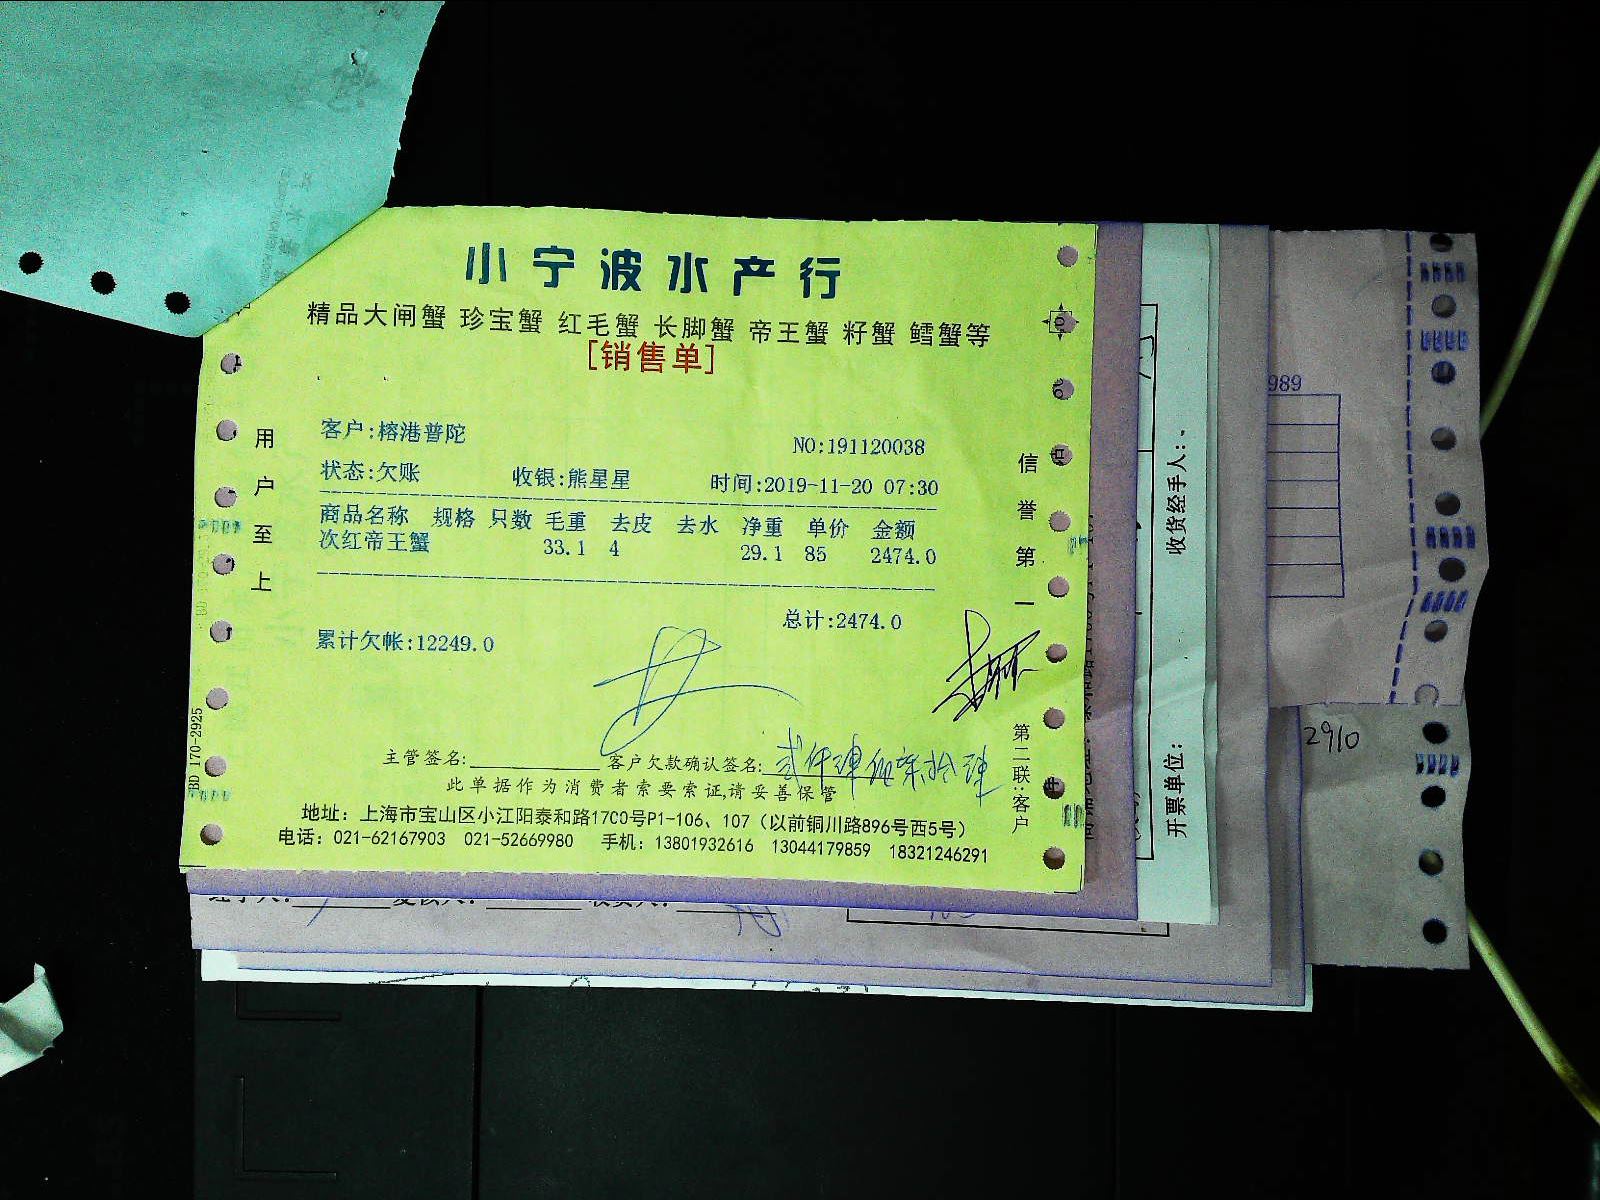 小宁波水产行
精品大闸蟹 珍宝蟹 红毛蟹 长脚蟹 帝王蟹 籽蟹 鳕蟹等
[销售单]
客户:榕港普陀
NO:191120038
状态:欠账 收银:熊星星 时间:2019-11-20 07:30
商品名称 规格 只数 毛重 去皮 去水 净重 单价 金额
次红帝王蟹 33.1 4 29.1 85 2474.0
总计:2474.0
累计欠帐:12249.0
主管签名: 客户欠款确认签名: 贰仟肆佰柒拾肆
此单据作为消费者索要索证,请妥善保管
地址：上海市宝山区小江阳泰和路1700号P1-106、107（以前铜川路896号西5号）
电话：021-62167903 021-52669980 手机：13801932616 13044179859 18321246291
用户至上
信誉第一
第二联:客户
BD 170-2925
收货经手人:
开票单位:
989
2910